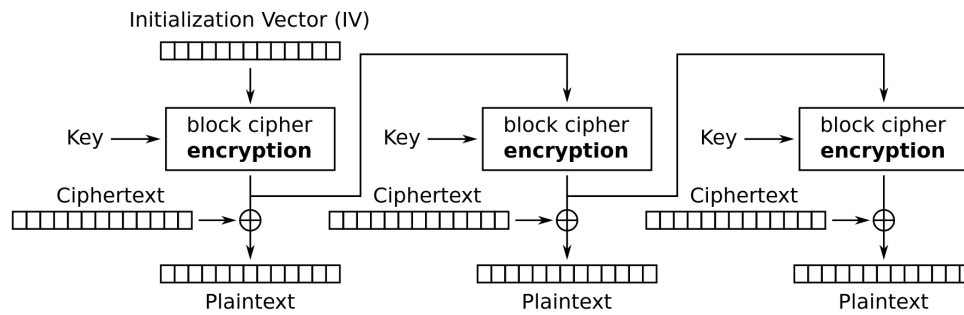 Initialization Vector (IV)
Key
block cipher
encryption
Key
block cipher
encryption
Key
block cipher
encryption
Ciphertext
Ciphertext
Ciphertext
Plaintext
Plaintext
Plaintext